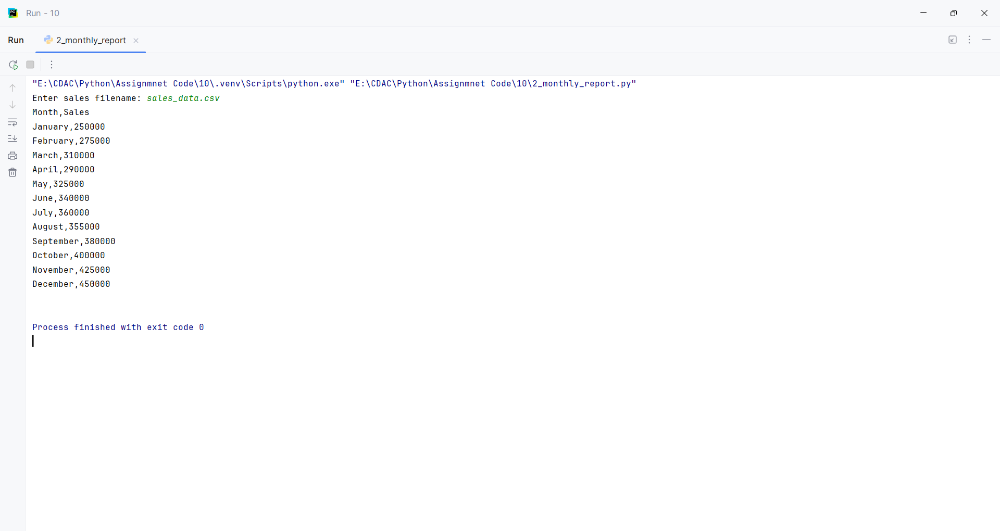 Run - 10
Run 2_monthly_report
"E:\CDAC\Python\Assignmnet Code\10\.venv\Scripts\python.exe" "E:\CDAC\Python\Assignmnet Code\10\2_monthly_report.py"
Enter sales filename: sales_data.csv
Month,Sales
January,250000
February,275000
March,310000
April,290000
May,325000
June,340000
July,360000
August,355000
September,380000
October,400000
November,425000
December,450000
Process finished with exit code 0